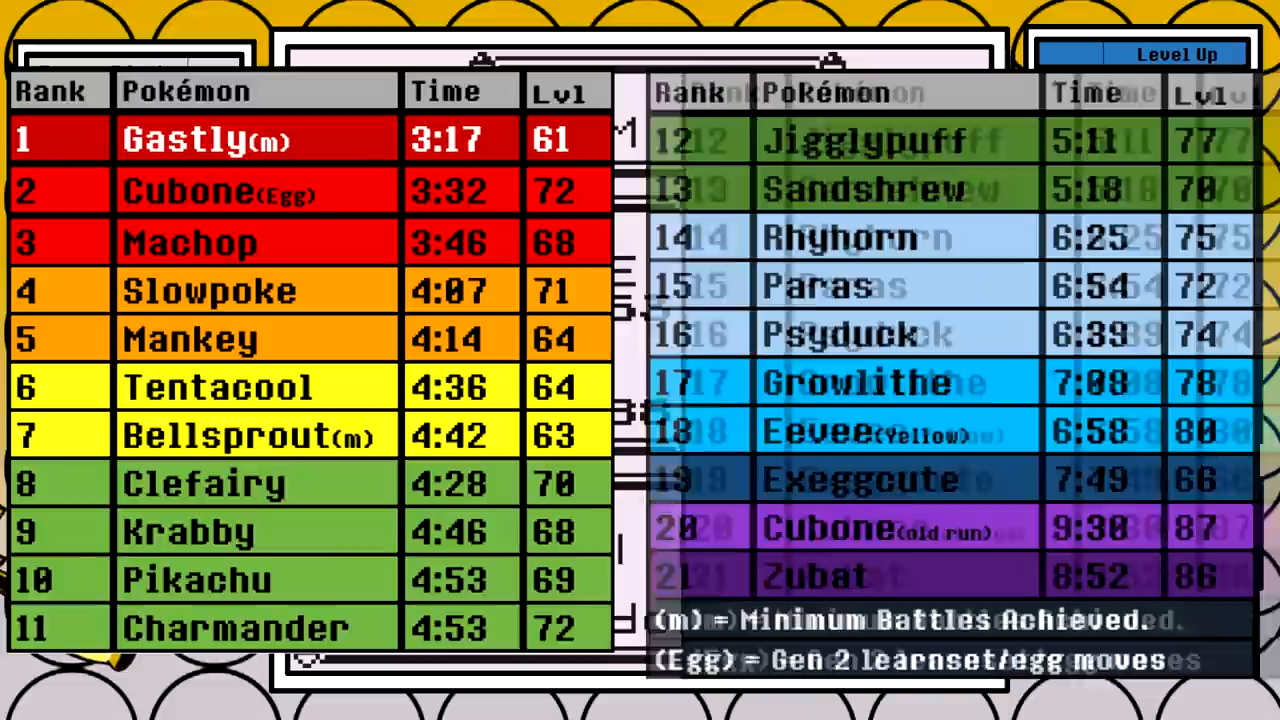 Level Up
Rank Pokémon Time Lvl
1 Gastly(m) 3:17 61
2 Cubone(Egg) 3:32 72
3 Machop 3:46 68
4 Slowpoke 4:07 71
5 Mankey 4:14 64
6 Tentacool 4:36 64
7 Bellsprout(m) 4:42 63
8 Clefairy 4:28 70
9 Krabby 4:46 68
10 Pikachu 4:53 69
11 Charmander 4:53 72
Rank Pokémon Time Lvl
12 Jigglypuff 5:11 77
13 Sandshrew 5:18 70
14 Rhyhorn 6:25 75
15 Paras 6:54 72
16 Psyduck 6:39 74
17 Growlithe 7:08 78
18 Eevee(Yellow) 6:58 80
19 Exeggcute 7:49 66
20 Cubone(old run) 9:30 87
21 Zubat 8:52 86
(m) = Minimum Battles Achieved.
(Egg) = Gen 2 learnset/egg moves